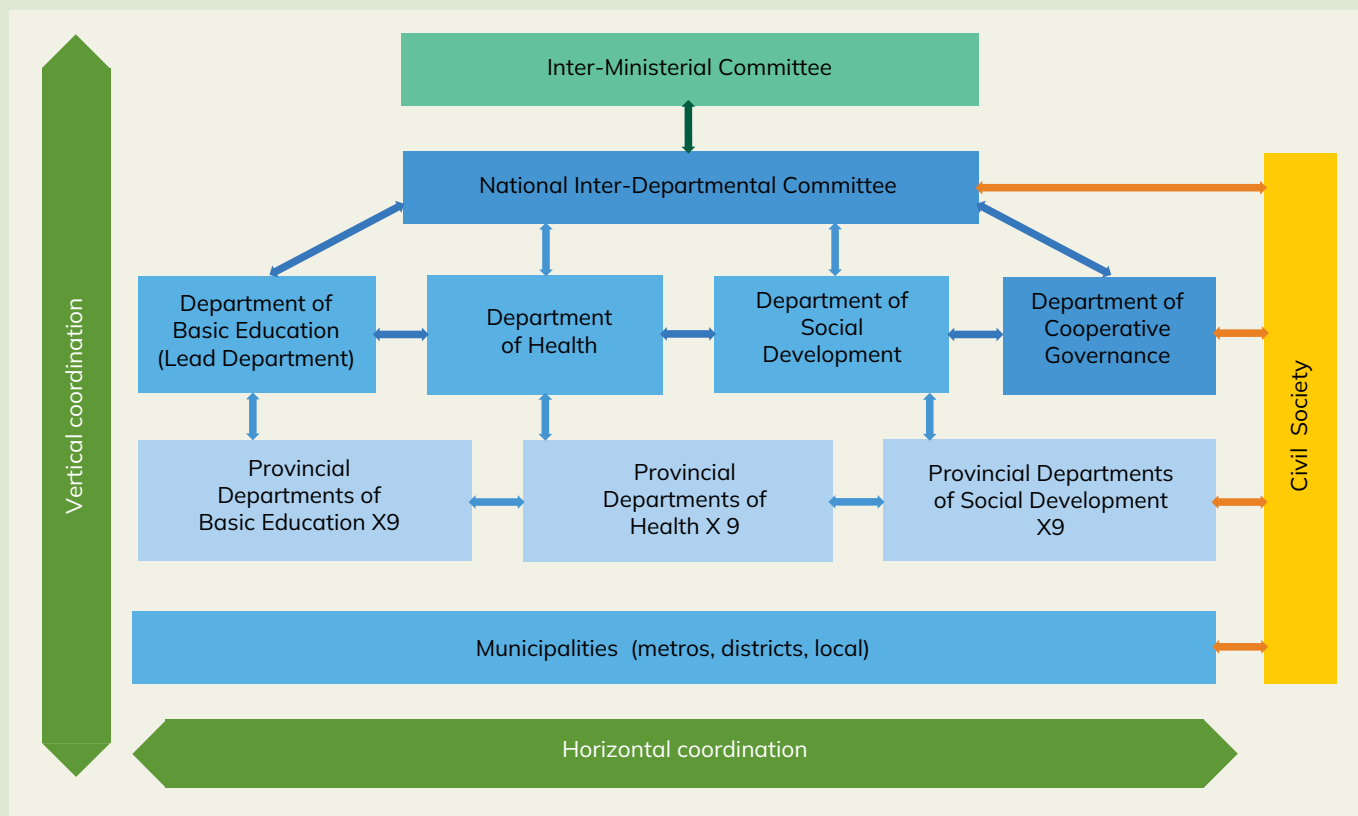 Inter-Ministerial Committee
National Inter-Departmental Committee
Department of
Basic Education
(Lead Department)
Department
of Health
Department of
Social
Development
Department of
Cooperative
Governance
Provincial
Departments of
Basic Education X9
Provincial
Departments of
Health X 9
Provincial Departments
of Social Development
X9
Municipalities (metros, districts, local)
Vertical coordination
Horizontal coordination
Civil Society